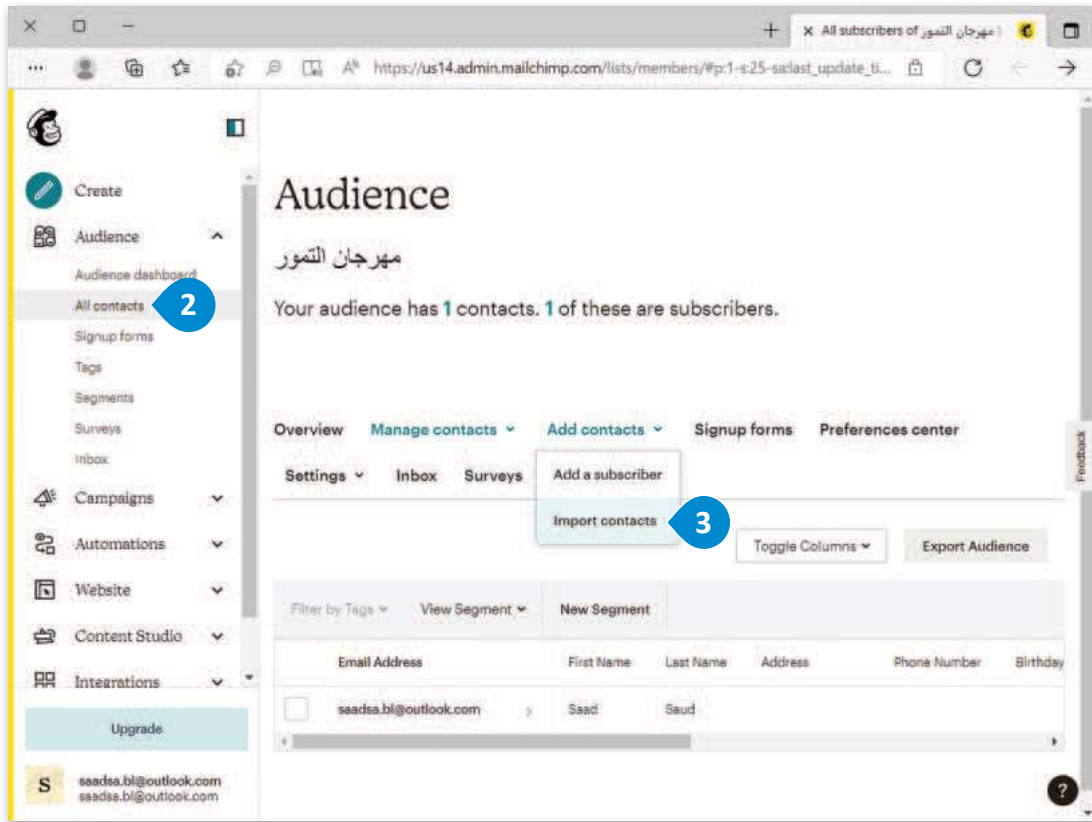 All subscribers of مهرجان التمور |
https://us14.admin.mailchimp.com/lists/members/#p:1-s:25-sa:last_update_ti...
Create
Audience
Audience dashboard
All contacts
2
Signup forms
Tags
Segments
Surveys
Inbox
Campaigns
Automations
Website
Content Studio
Integrations
Upgrade
S
saadsa.bl@outlook.com
saadsa.bl@outlook.com
Audience
مهرجان التمور
Your audience has 1 contacts. 1 of these are subscribers.
Overview Manage contacts Add contacts Signup forms Preferences center
Settings Inbox Surveys
Add a subscriber
Import contacts
3
Toggle Columns Export Audience
Filter by Tags View Segment New Segment
Email Address First Name Last Name Address Phone Number Birthday
saadsa.bl@outlook.com Saad Saud
Feedback
?